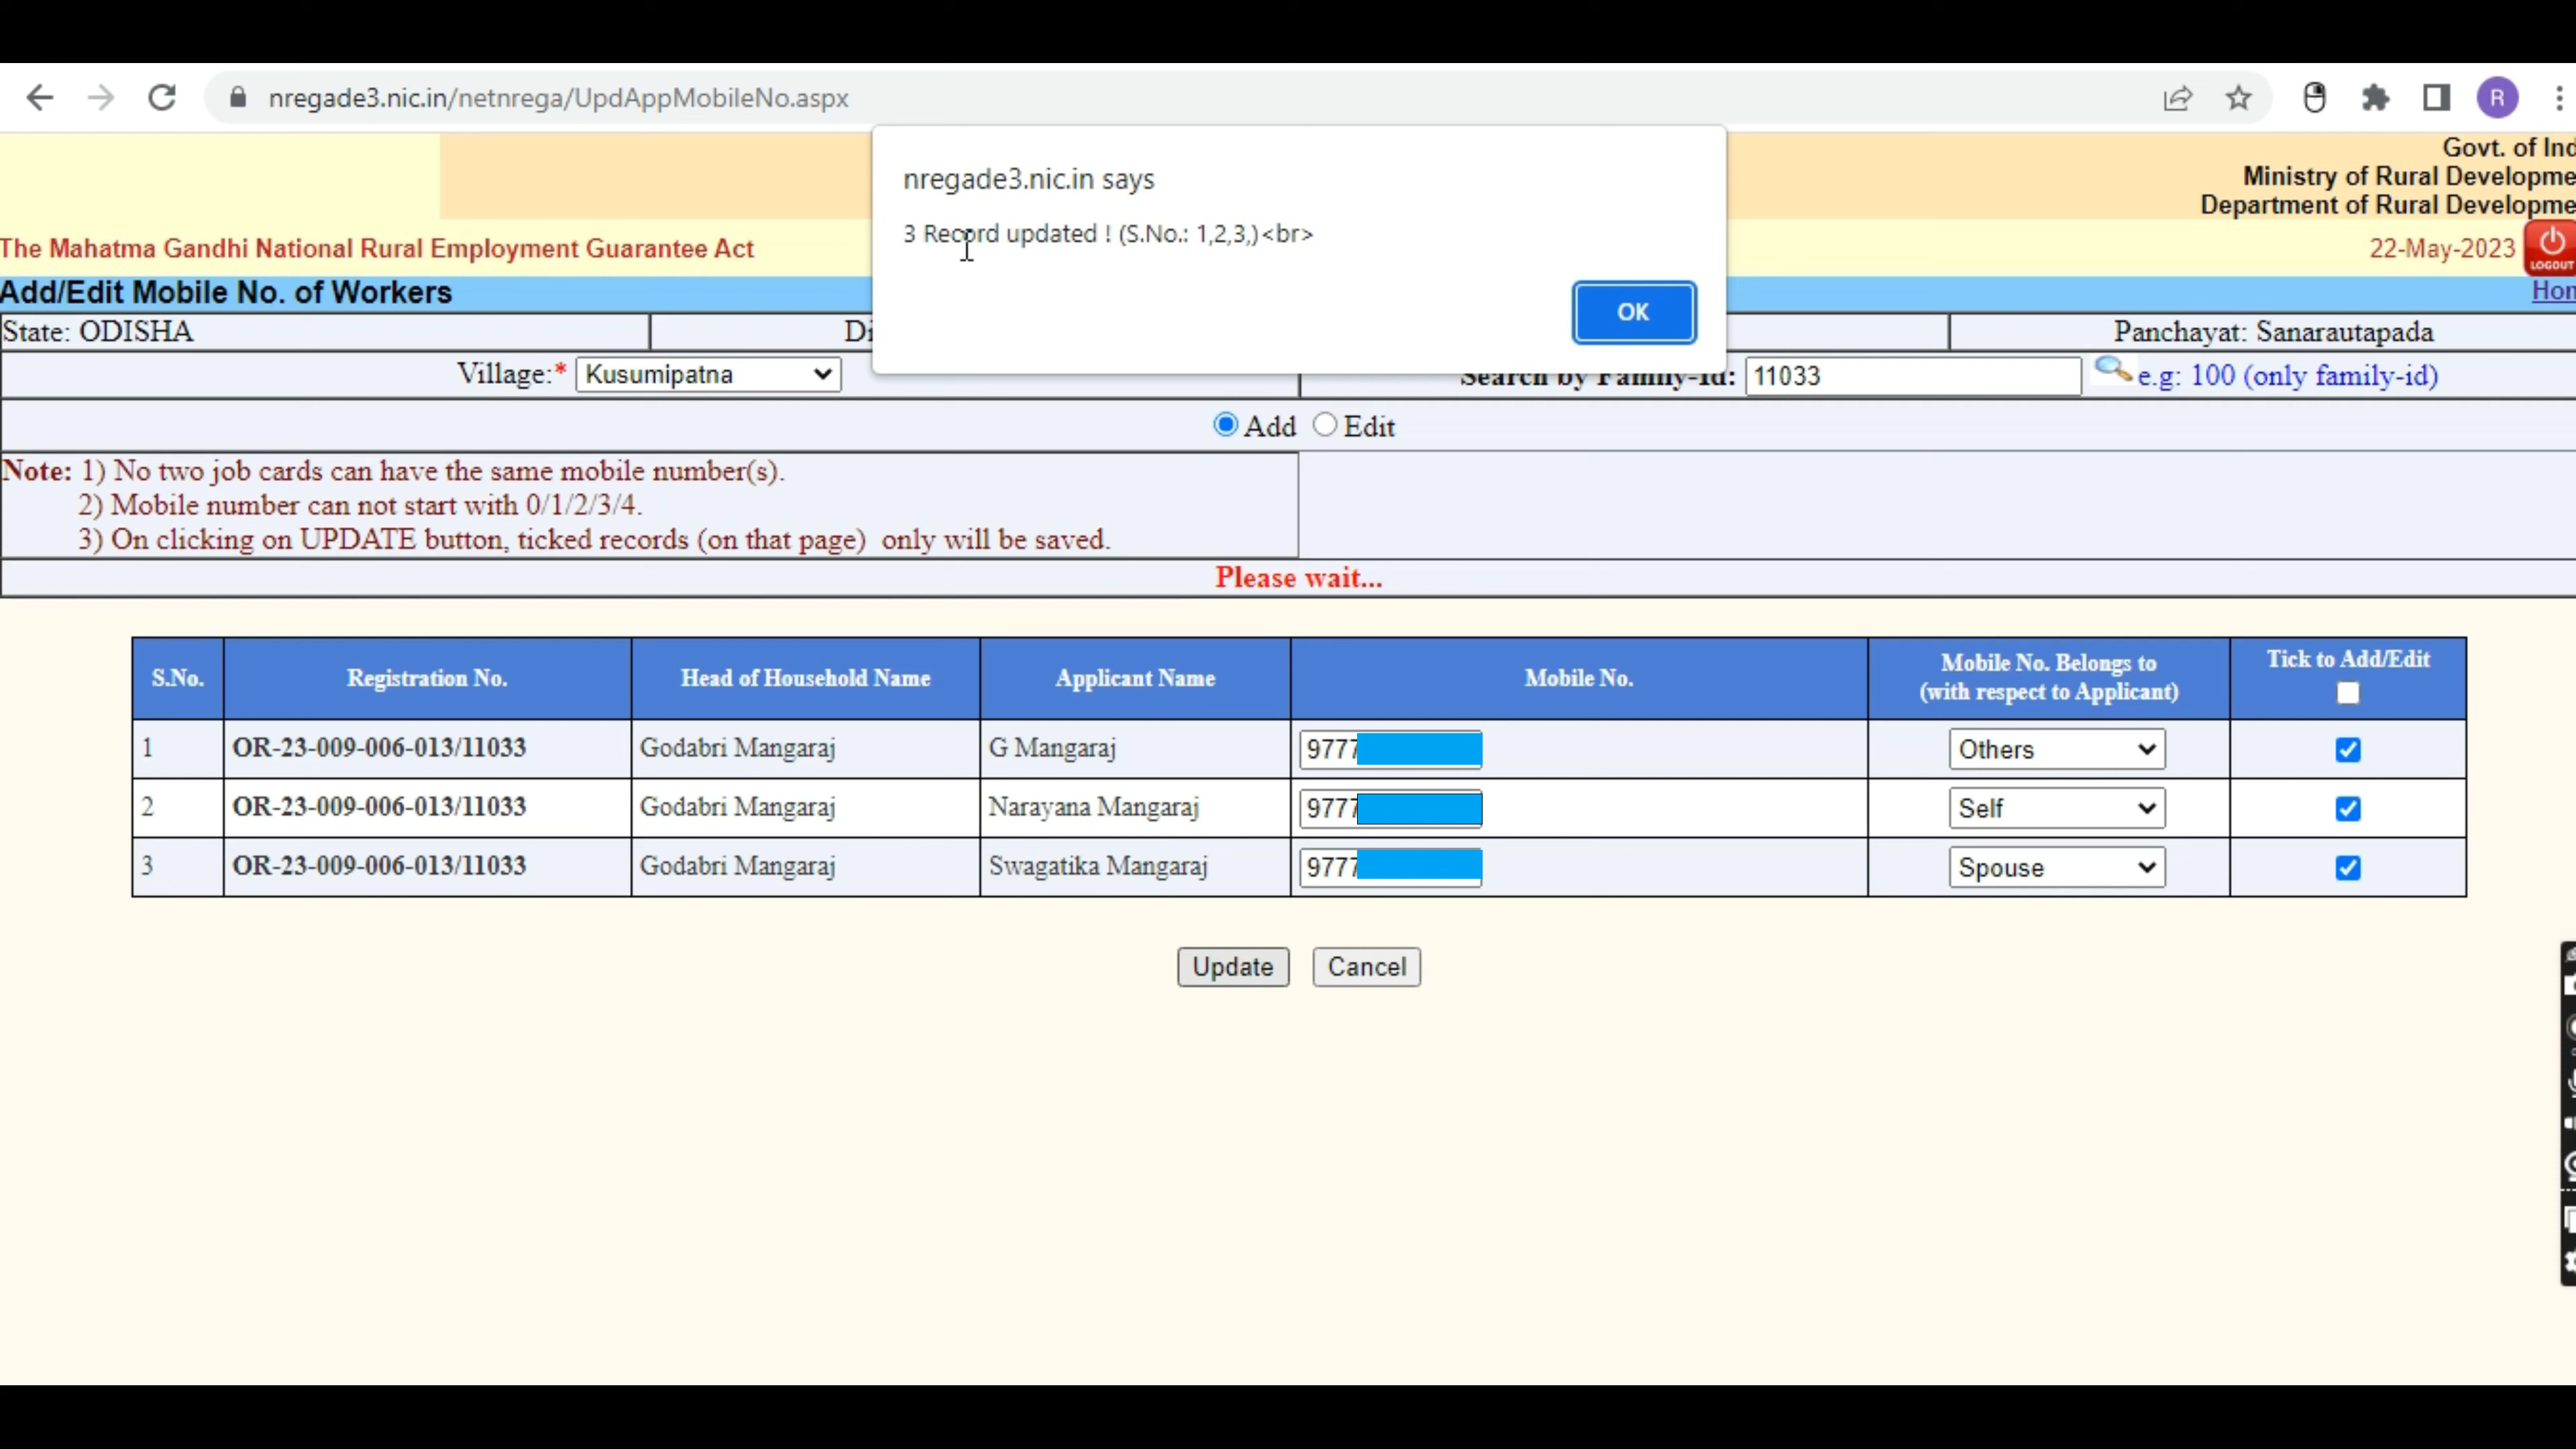 nregade3.nic.in/netnrega/UpdAppMobileNo.aspx
R
nregade3.nic.in says
3 Record updated ! (S.No.: 1,2,3,)<br>
OK
Govt. of Ind
Ministry of Rural Developme
Department of Rural Developme
The Mahatma Gandhi National Rural Employment Guarantee Act
22-May-2023
LOGOUT
Add/Edit Mobile No. of Workers
Hom
State: ODISHA Di Panchayat: Sanarautapada
Village:* Kusumipatna Search by Family-Id: 11033 e.g: 100 (only family-id)
Add Edit
Note: 1) No two job cards can have the same mobile number(s).
2) Mobile number can not start with 0/1/2/3/4.
3) On clicking on UPDATE button, ticked records (on that page) only will be saved.
Please wait...
S.No. Registration No. Head of Household Name Applicant Name Mobile No. Mobile No. Belongs to (with respect to Applicant) Tick to Add/Edit
1 OR-23-009-006-013/11033 Godabri Mangaraj G Mangaraj 9777 Others
2 OR-23-009-006-013/11033 Godabri Mangaraj Narayana Mangaraj 9777 Self
3 OR-23-009-006-013/11033 Godabri Mangaraj Swagatika Mangaraj 9777 Spouse
Update Cancel